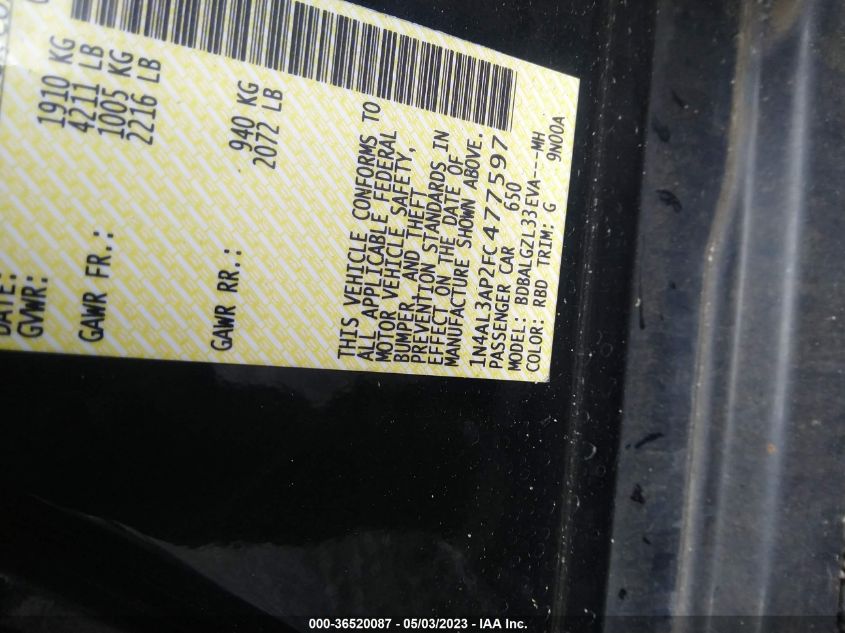 DATE:
GVWR: 1910 KG
4211 LB
GAWR FR.: 1005 KG
2216 LB
GAWR RR.: 940 KG
2072 LB
THIS VEHICLE CONFORMS TO
ALL APPLICABLE FEDERAL
MOTOR VEHICLE SAFETY,
BUMPER, AND THEFT
PREVENTION STANDARDS IN
EFFECT ON THE DATE OF
MANUFACTURE SHOWN ABOVE.
1N4AL3AP2FC477597
PASSENGER CAR 650
MODEL: BDBALGZL33EVA---MH
COLOR: RBD TRIM: G 9N00A
000-36520087 - 05/03/2023 - IAA Inc.